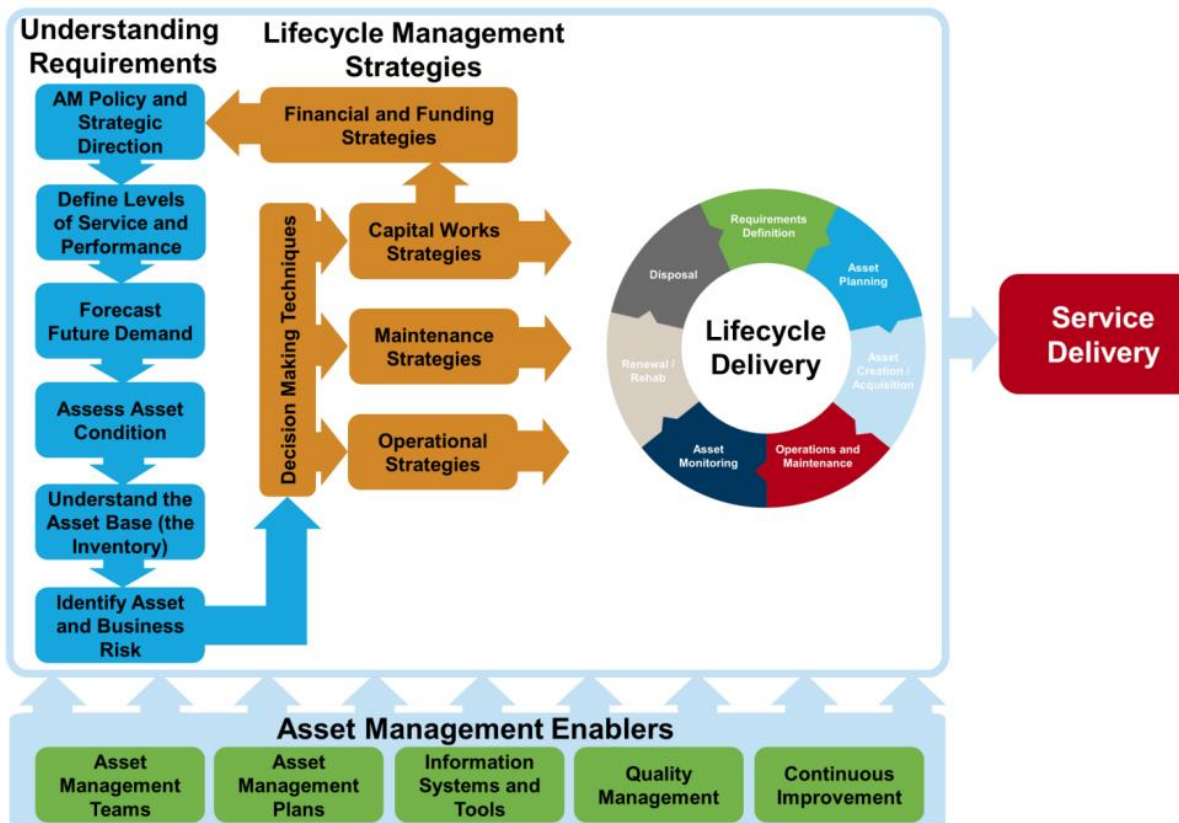 Understanding
Requirements
AM Policy and
Strategic
Direction
Define Levels
of Service and
Performance
Forecast
Future Demand
Assess Asset
Condition
Understand the
Asset Base (the
Inventory)
Identify Asset
and Business
Risk
Lifecycle Management
Strategies
Financial and Funding
Strategies
Decision Making Techniques
Capital Works
Strategies
Maintenance
Strategies
Operational
Strategies
Lifecycle
Delivery
Requirements
Definition
Asset
Planning
Asset
Creation /
Acquisition
Operations and
Maintenance
Asset
Monitoring
Renewal /
Rehab
Disposal
Service
Delivery
Asset Management Enablers
Asset
Management
Teams
Asset
Management
Plans
Information
Systems and
Tools
Quality
Management
Continuous
Improvement